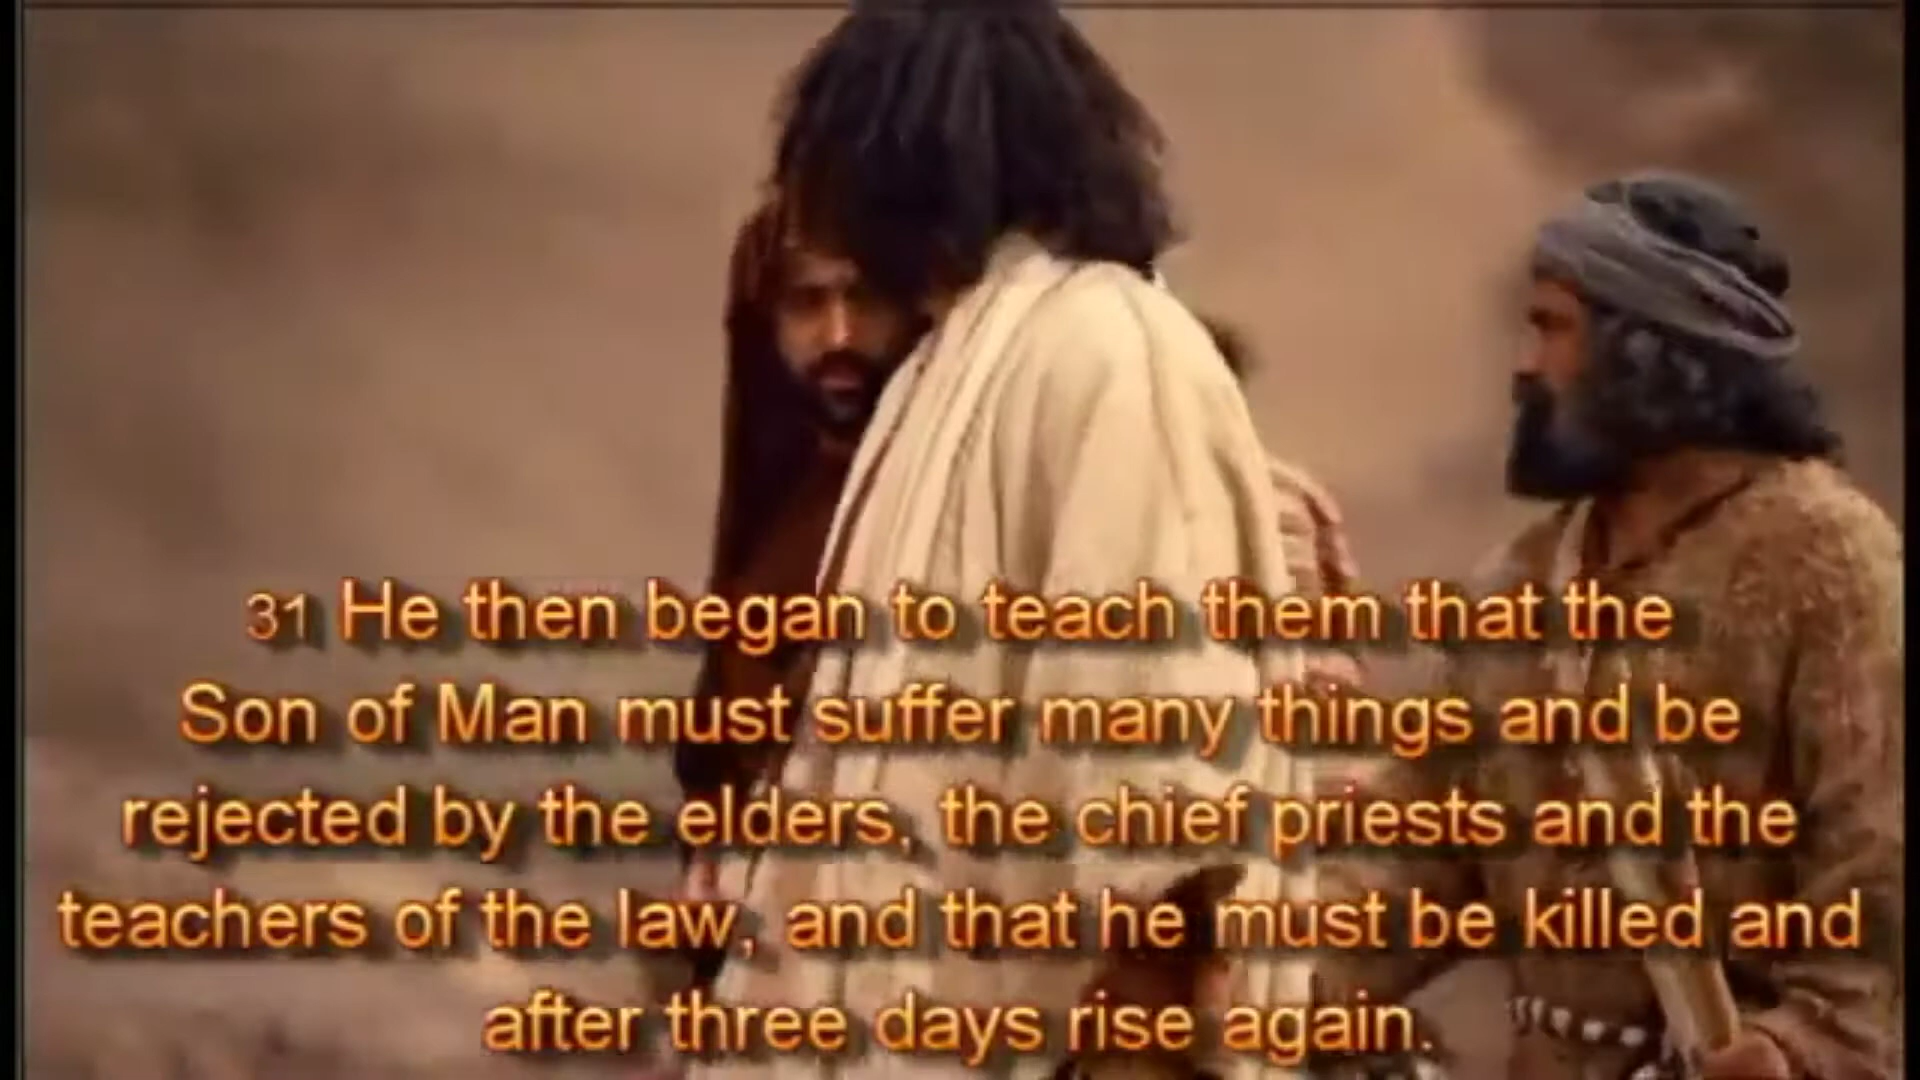 31 He then began to teach them that the
Son of Man must suffer many things and be
rejected by the elders, the chief priests and the
teachers of the law, and that he must be killed and
after three days rise again.